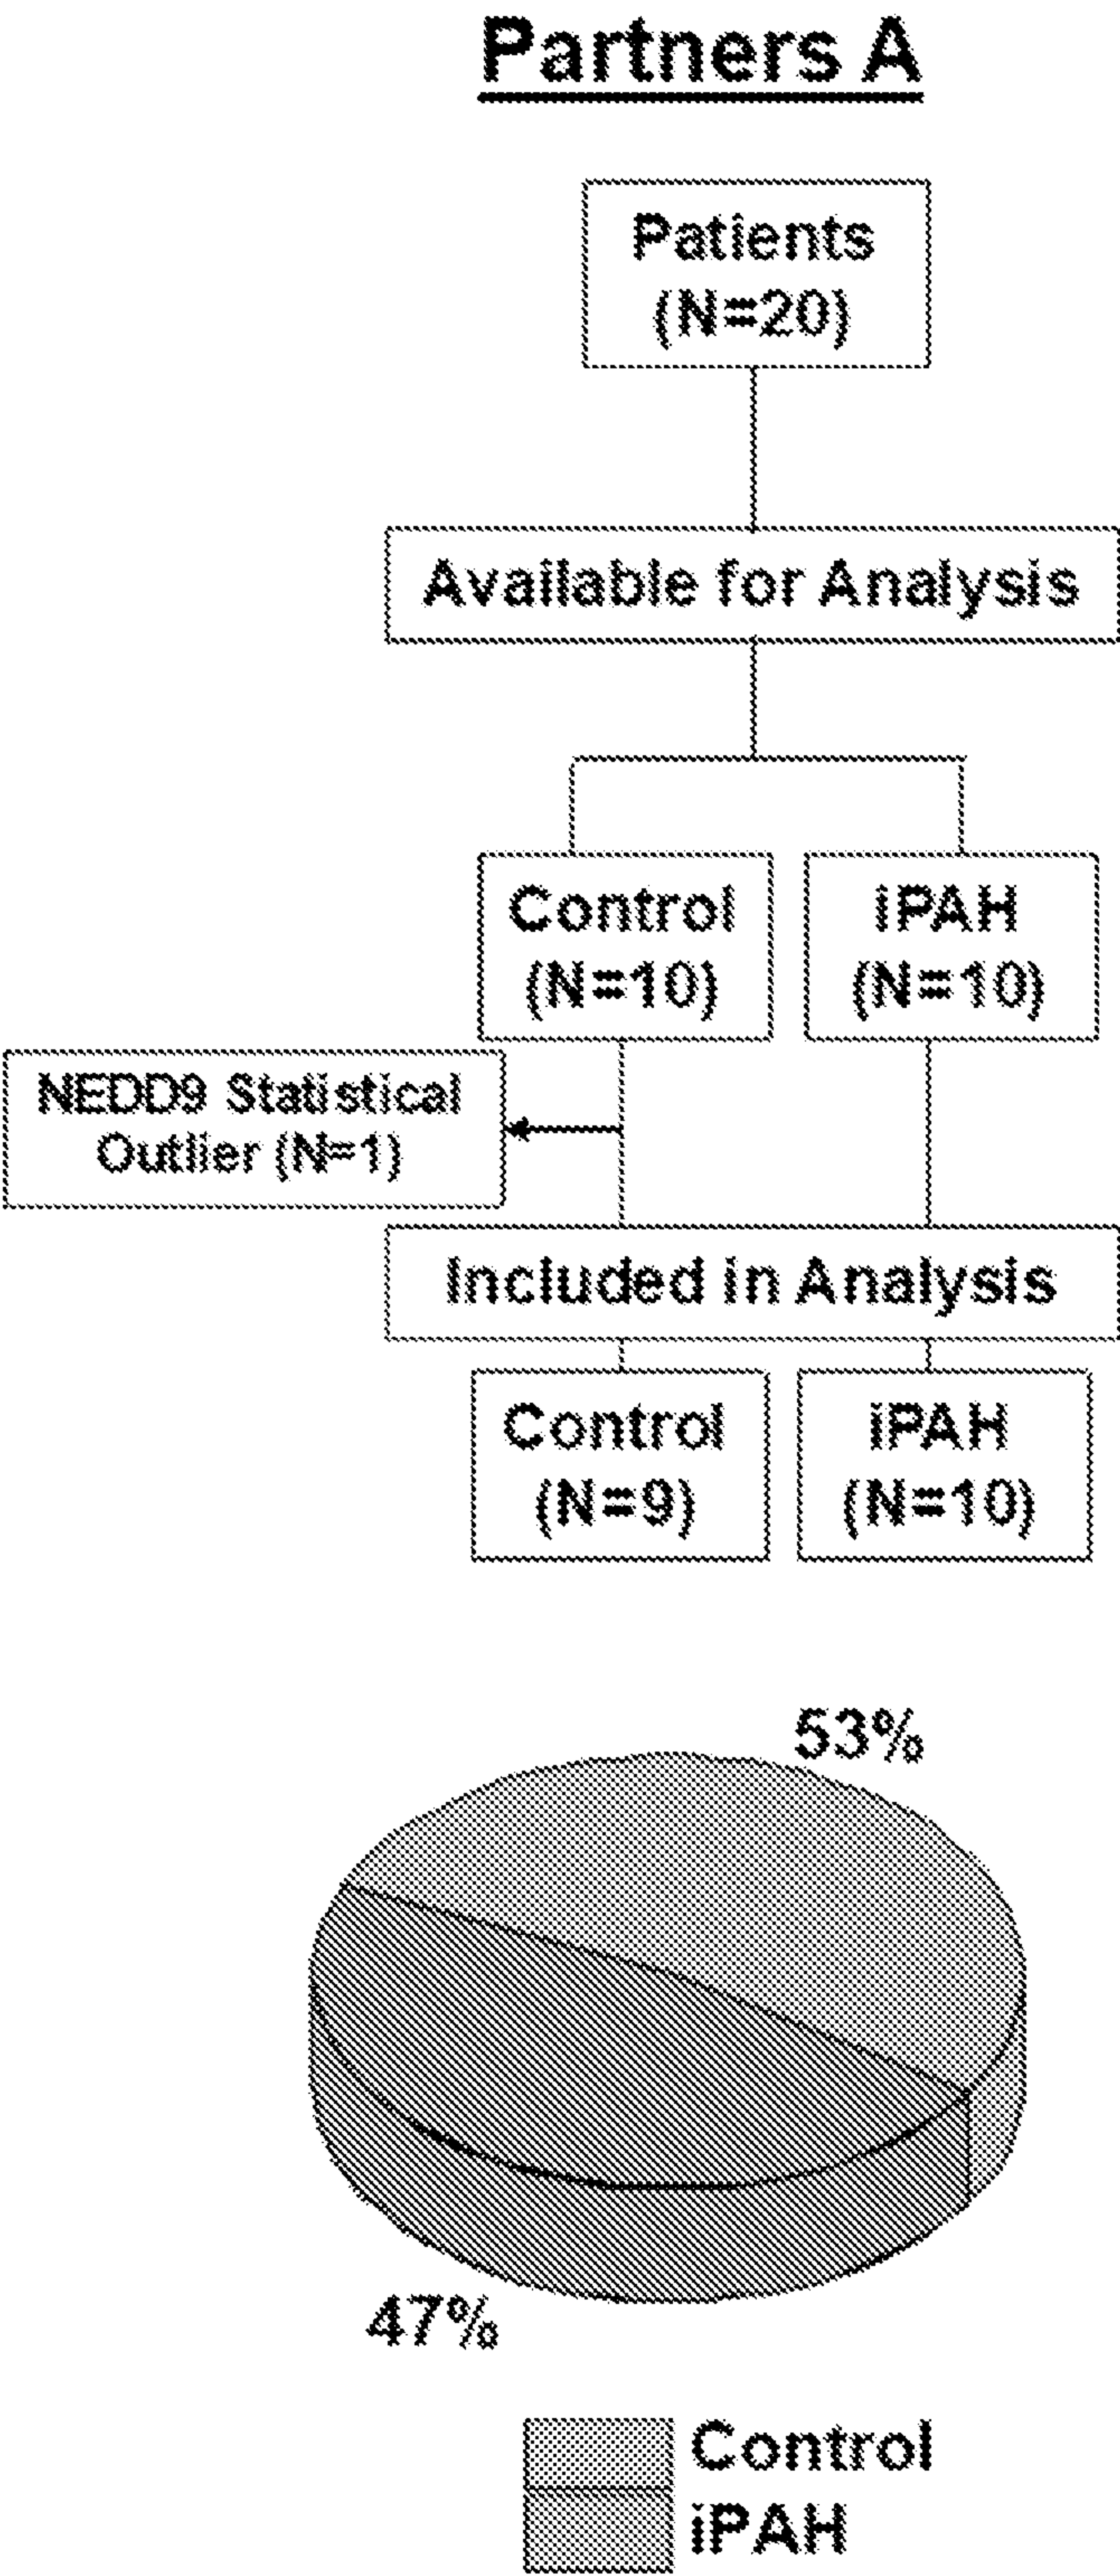 Partners A
Patients
(N=20)
Available for Analysis
Control
(N=10)
iPAH
(N=10)
NEDD9 Statistical
Outlier (N=1)
Included in Analysis
Control
(N=9)
iPAH
(N=10)
53%
47%
Control
iPAH